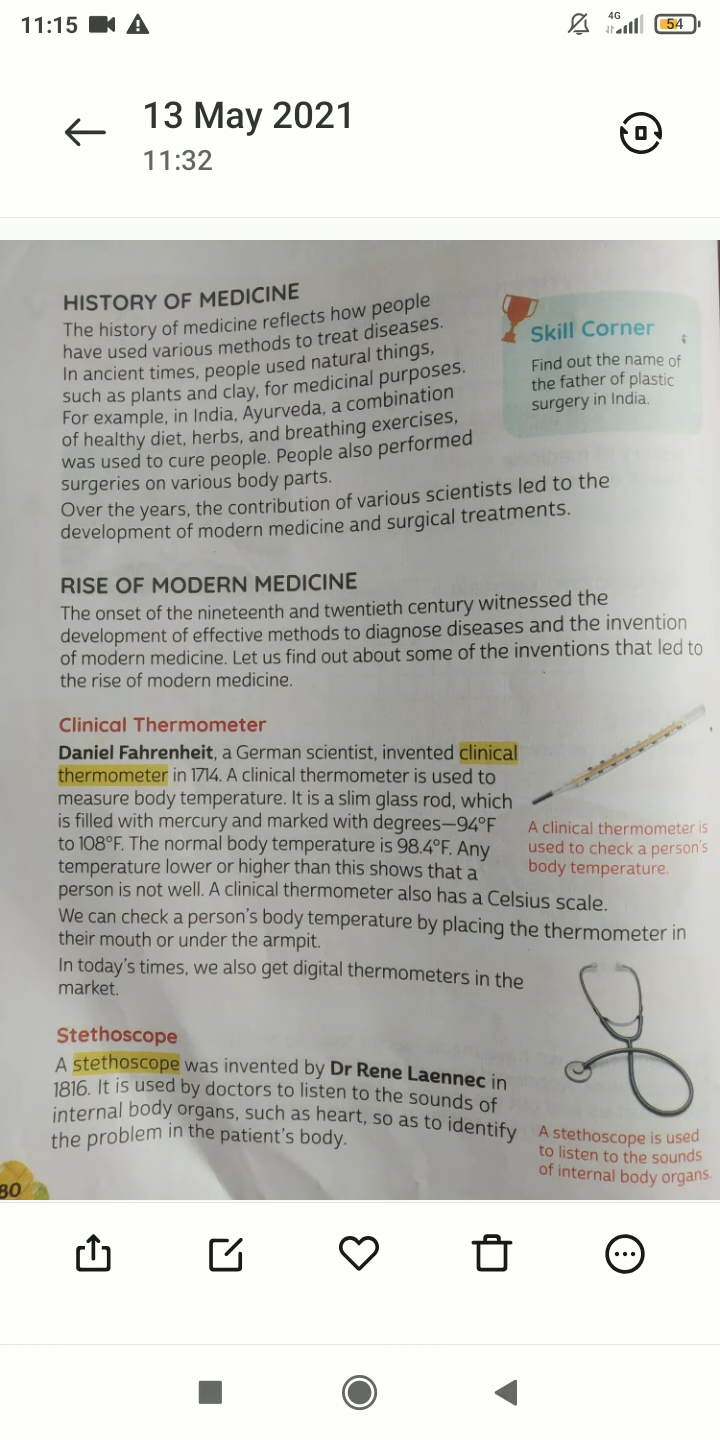 11:15
4G
54
13 May 2021
11:32
HISTORY OF MEDICINE
The history of medicine reflects how people
have used various methods to treat diseases.
In ancient times, people used natural things,
such as plants and clay, for medicinal purposes.
For example, in India, Ayurveda, a combination
of healthy diet, herbs, and breathing exercises,
was used to cure people. People also performed
surgeries on various body parts.
Over the years, the contribution of various scientists led to the
development of modern medicine and surgical treatments.
Skill Corner
Find out the name of
the father of plastic
surgery in India.
RISE OF MODERN MEDICINE
The onset of the nineteenth and twentieth century witnessed the
development of effective methods to diagnose diseases and the invention
of modern medicine. Let us find out about some of the inventions that led to
the rise of modern medicine.
Clinical Thermometer
Daniel Fahrenheit, a German scientist, invented clinical
thermometer in 1714. A clinical thermometer is used to
measure body temperature. It is a slim glass rod, which
is filled with mercury and marked with degrees—94°F
to 108°F. The normal body temperature is 98.4°F. Any
temperature lower or higher than this shows that a
person is not well. A clinical thermometer also has a Celsius scale.
We can check a person's body temperature by placing the thermometer in
their mouth or under the armpit.
In today's times, we also get digital thermometers in the
market.
A clinical thermometer is
used to check a person's
body temperature.
Stethoscope
A stethoscope was invented by Dr Rene Laennec in
1816. It is used by doctors to listen to the sounds of
internal body organs, such as heart, so as to identify
the problem in the patient's body.
A stethoscope is used
to listen to the sounds
of internal body organs.
80